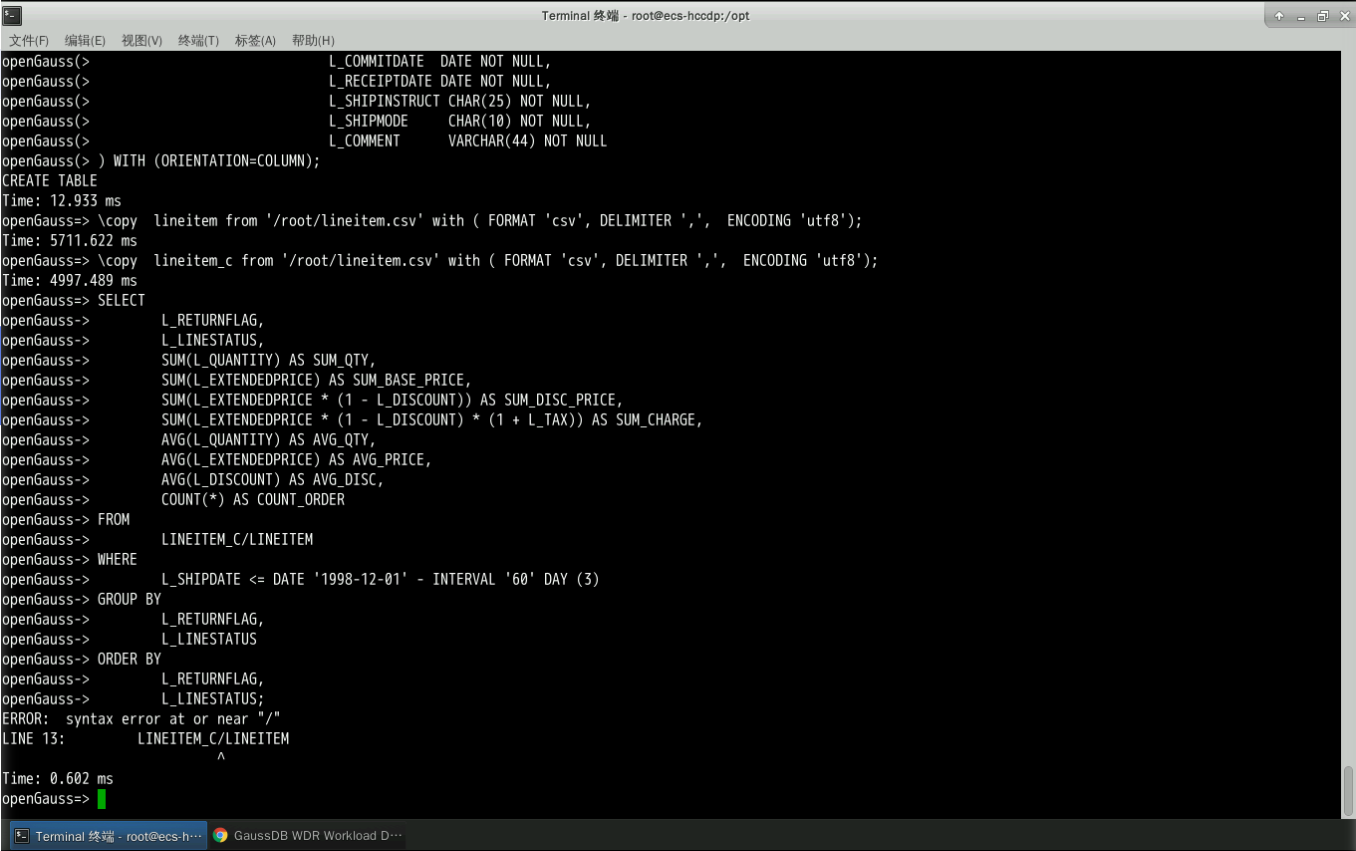 Terminal 终端 - root@ecs-hccdp:/opt
文件(F) 编辑(E) 视图(V) 终端(T) 标签(A) 帮助(H)
openGauss(> L_COMMITDATE DATE NOT NULL,
openGauss(> L_RECEIPTDATE DATE NOT NULL,
openGauss(> L_SHIPINSTRUCT CHAR(25) NOT NULL,
openGauss(> L_SHIPMODE CHAR(10) NOT NULL,
openGauss(> L_COMMENT VARCHAR(44) NOT NULL
openGauss(> ) WITH (ORIENTATION=COLUMN);
CREATE TABLE
Time: 12.933 ms
openGauss=> \copy lineitem from '/root/lineitem.csv' with ( FORMAT 'csv', DELIMITER ',', ENCODING 'utf8');
Time: 5711.622 ms
openGauss=> \copy lineitem_c from '/root/lineitem.csv' with ( FORMAT 'csv', DELIMITER ',', ENCODING 'utf8');
Time: 4997.489 ms
openGauss=> SELECT
openGauss-> L_RETURNFLAG,
openGauss-> L_LINESTATUS,
openGauss-> SUM(L_QUANTITY) AS SUM_QTY,
openGauss-> SUM(L_EXTENDEDPRICE) AS SUM_BASE_PRICE,
openGauss-> SUM(L_EXTENDEDPRICE * (1 - L_DISCOUNT)) AS SUM_DISC_PRICE,
openGauss-> SUM(L_EXTENDEDPRICE * (1 - L_DISCOUNT) * (1 + L_TAX)) AS SUM_CHARGE,
openGauss-> AVG(L_QUANTITY) AS AVG_QTY,
openGauss-> AVG(L_EXTENDEDPRICE) AS AVG_PRICE,
openGauss-> AVG(L_DISCOUNT) AS AVG_DISC,
openGauss-> COUNT(*) AS COUNT_ORDER
openGauss-> FROM
openGauss-> LINEITEM_C/LINEITEM
openGauss-> WHERE
openGauss-> L_SHIPDATE <= DATE '1998-12-01' - INTERVAL '60' DAY (3)
openGauss-> GROUP BY
openGauss-> L_RETURNFLAG,
openGauss-> L_LINESTATUS
openGauss-> ORDER BY
openGauss-> L_RETURNFLAG,
openGauss-> L_LINESTATUS;
ERROR: syntax error at or near "/"
LINE 13: LINEITEM_C/LINEITEM
^
Time: 0.602 ms
openGauss=>
Terminal 终端 - root@ecs-h··· GaussDB WDR Workload D···